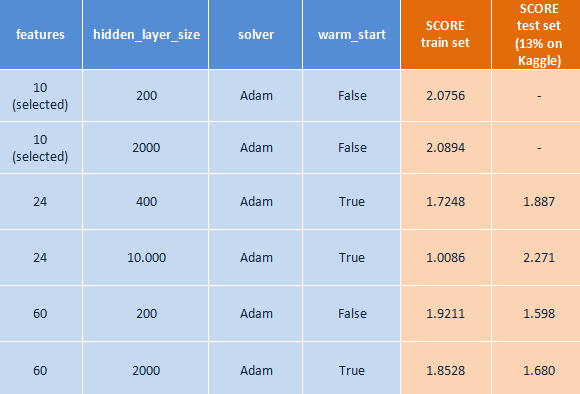 features hidden_layer_size solver warm_start SCORE train set SCORE test set (13% on Kaggle)
10 (selected) 200 Adam False 2.0756 -
10 (selected) 2000 Adam False 2.0894 -
24 400 Adam True 1.7248 1.887
24 10.000 Adam True 1.0086 2.271
60 200 Adam False 1.9211 1.598
60 2000 Adam True 1.8528 1.680